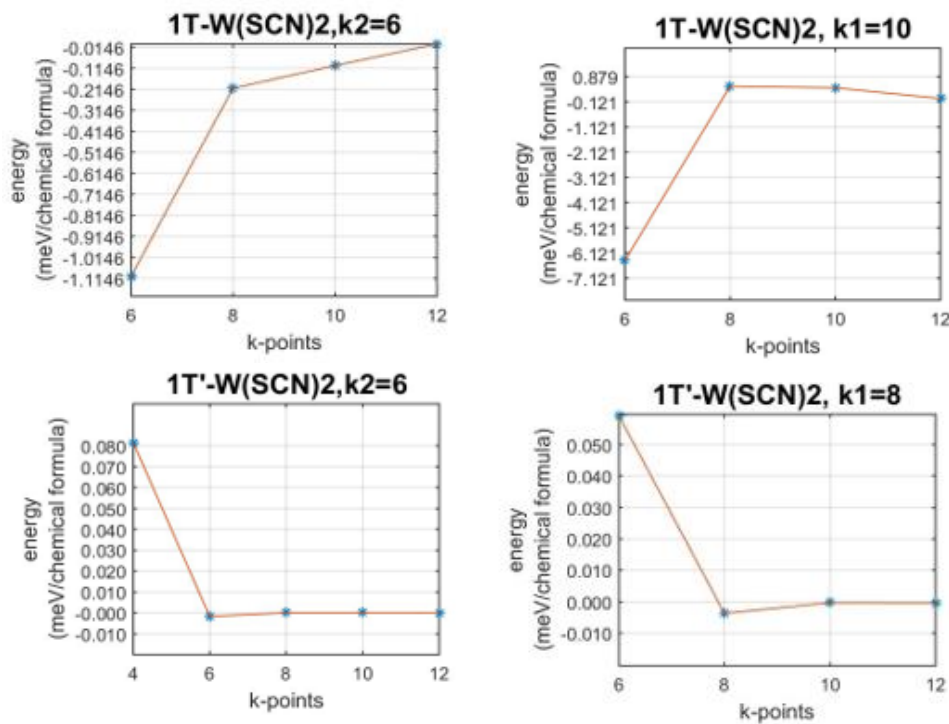 1T-W(SCN)2,k2=6
-0.0146
-0.1146
-0.2146
-0.3146
-0.4146
-0.5146
-0.6146
-0.7146
-0.8146
-0.9146
-1.0146
-1.1146
energy
(meV/chemical formula)
6 8 10 12
k-points
1T-W(SCN)2, k1=10
0.879
-0.121
-1.121
-2.121
-3.121
-4.121
-5.121
-6.121
-7.121
energy
(meV/chemical formula)
6 8 10 12
k-points
1T'-W(SCN)2,k2=6
0.080
0.070
0.060
0.050
0.040
0.030
0.020
0.010
-0.000
-0.010
energy
(meV/chemical formula)
4 6 8 10 12
k-points
1T'-W(SCN)2, k1=8
0.050
0.040
0.030
0.020
0.010
0.000
-0.010
energy
(meV/chemical formula)
6 8 10 12
k-points